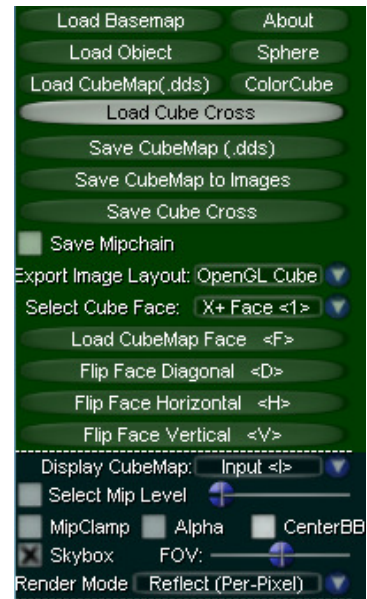 Load Basemap About
Load Object Sphere
Load CubeMap(.dds) ColorCube
Load Cube Cross
Save CubeMap (.dds)
Save CubeMap to Images
Save Cube Cross
Save Mipchain
Export Image Layout: OpenGL Cube
Select Cube Face: X+ Face <1>
Load CubeMap Face <F>
Flip Face Diagonal <D>
Flip Face Horizontal <H>
Flip Face Vertical <V>
Display CubeMap: Input <I>
Select Mip Level
MipClamp Alpha CenterBB
Skybox FOV:
Render Mode Reflect (Per-Pixel)